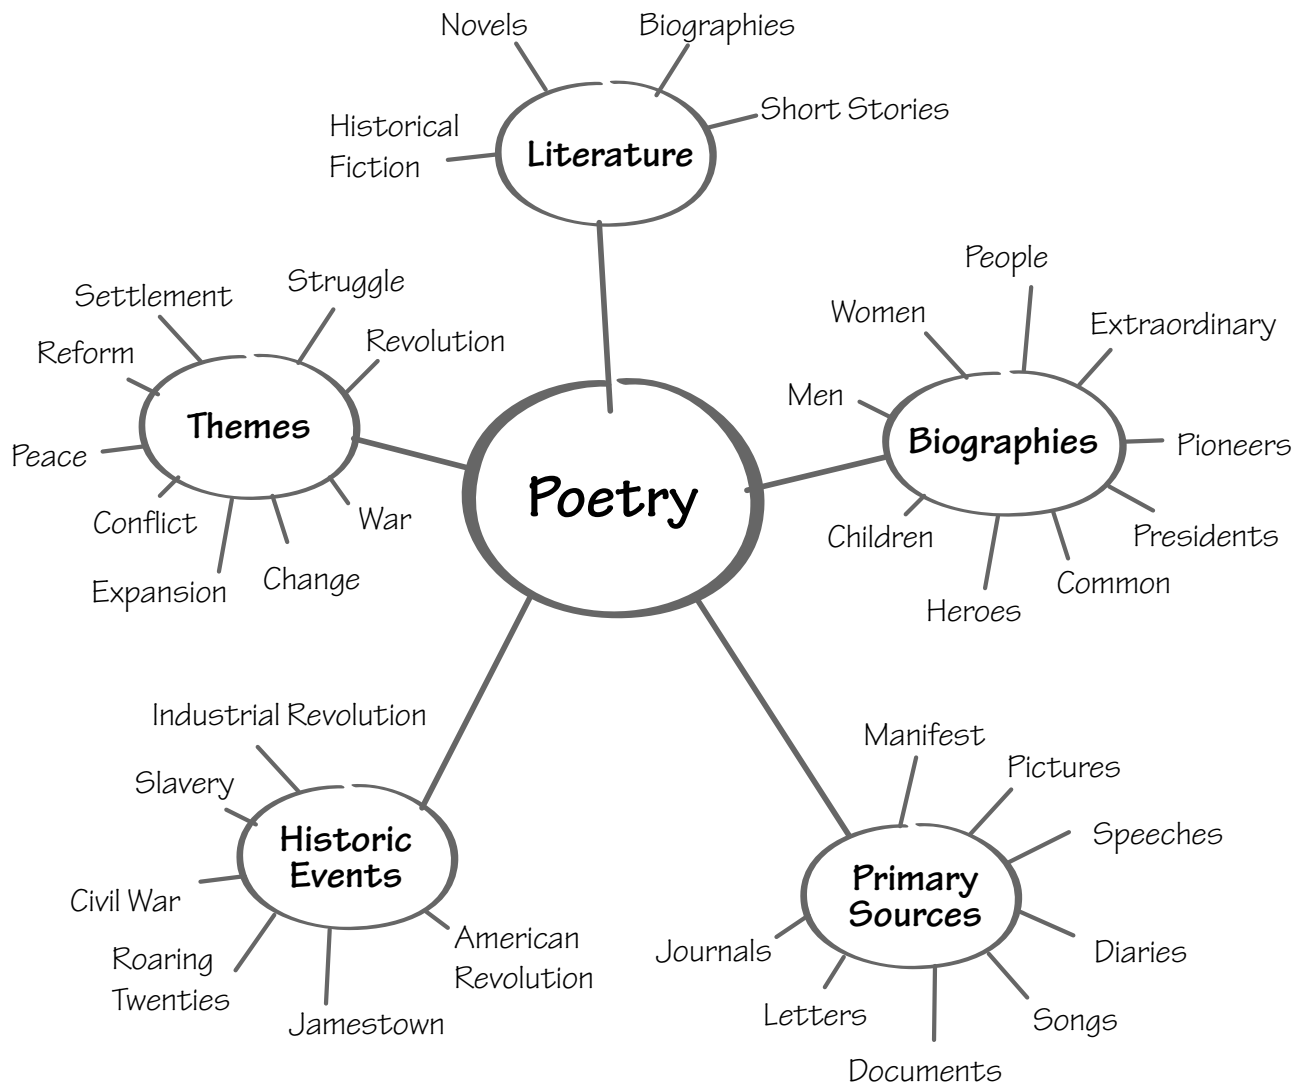 Novels
Biographies
Short Stories
Historical
Fiction
Literature
Settlement
Struggle
Reform
Revolution
Themes
Peace
Conflict
War
Expansion
Change
People
Women
Extraordinary
Men
Biographies
Pioneers
Children
Presidents
Heroes
Common
Poetry
Industrial Revolution
Slavery
Historic
Events
Civil War
American
Revolution
Roaring
Twenties
Jamestown
Manifest
Pictures
Speeches
Primary
Sources
Journals
Diaries
Letters
Songs
Documents